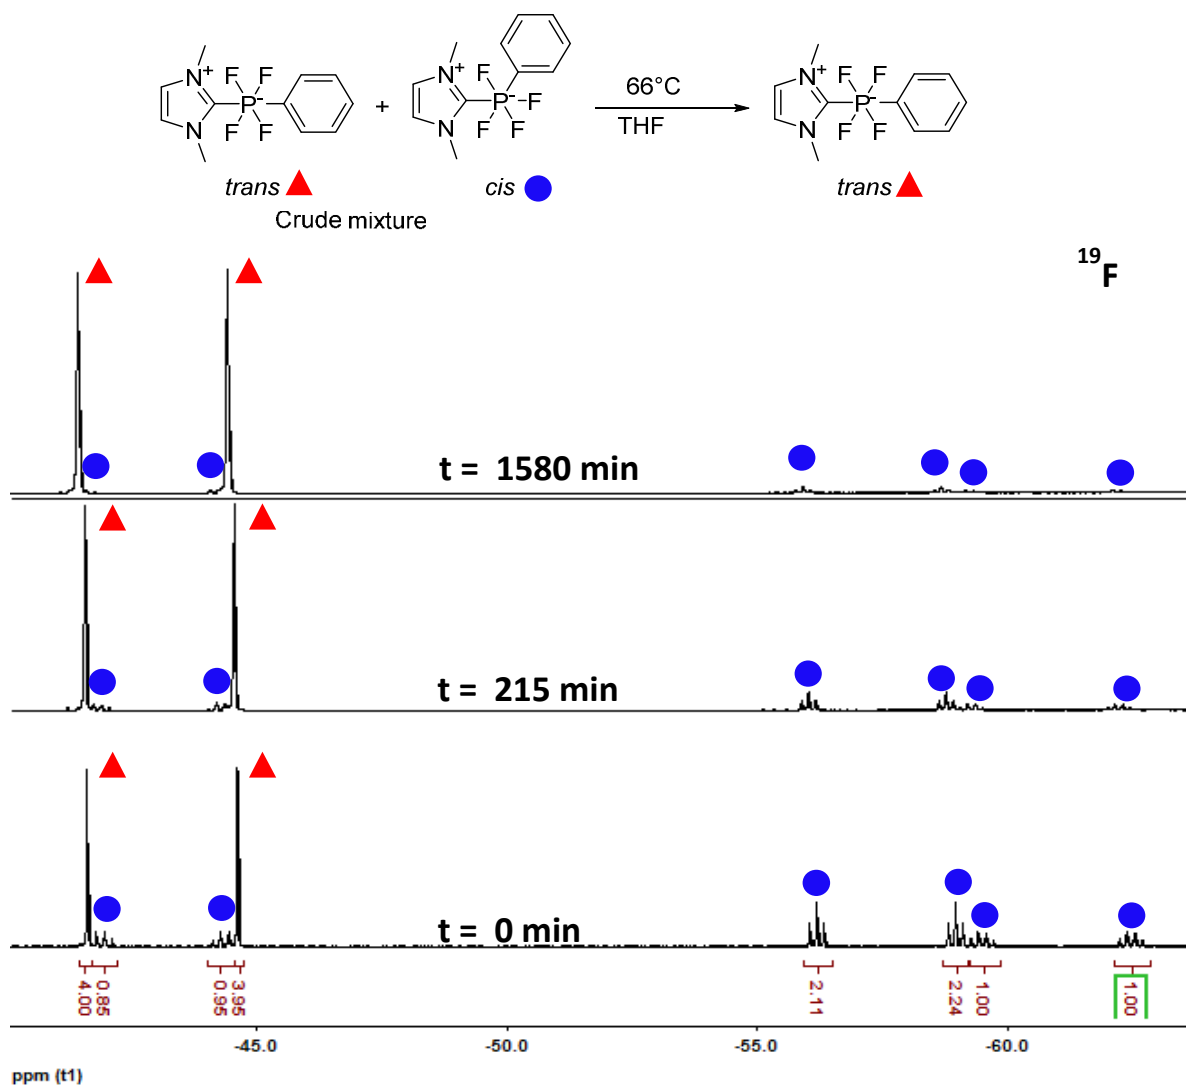 N+ F F P- F F N
+
N+ F P- F F F N
66°C
THF
N+ F F P- F F N
trans
cis
trans
Crude mixture
19F
t = 1580 min
t = 215 min
t = 0 min
4.00 0.85 0.95 3.95 2.11 2.24 1.00 1.00
-45.0 -50.0 -55.0 -60.0
ppm (t1)